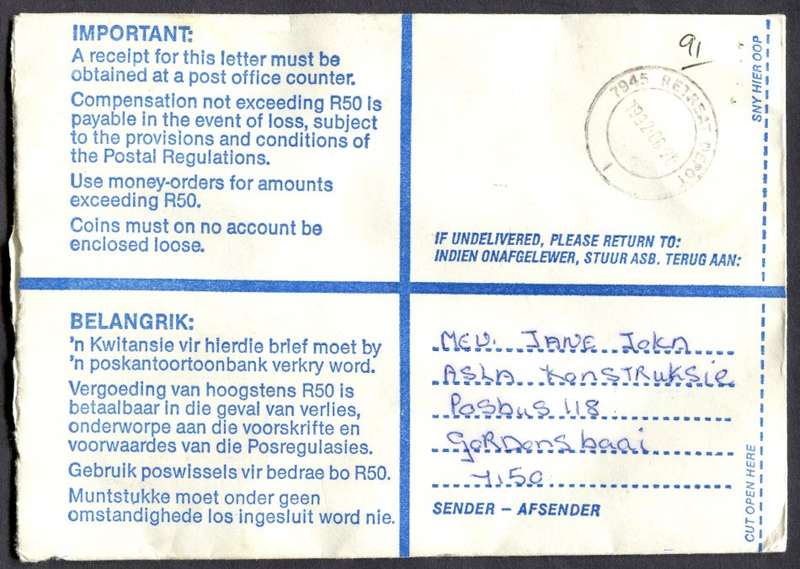 IMPORTANT:
A receipt for this letter must be
obtained at a post office counter.
Compensation not exceeding R50 is
payable in the event of loss, subject
to the provisions and conditions of
the Postal Regulations.
Use money-orders for amounts
exceeding R50.
Coins must on no account be
enclosed loose.
91
7945 RETREAT
SNY HIER OOP
IF UNDELIVERED, PLEASE RETURN TO:
INDIEN ONAFGELEWER, STUUR ASB. TERUG AAN:
BELANGRIK:
'n Kwitansie vir hierdie brief moet by
'n poskantoortoonbank verkry word.
Vergoeding van hoogstens R50 is
betaalbaar in die geval van verlies,
onderworpe aan die voorskrifte en
voorwaardes van die Posregulasies.
Gebruik poswissels vir bedrae bo R50.
Muntstukke moet onder geen
omstandighede los ingesluit word nie.
MEV. JANE
ASLA KONSTRUKSIE
POSBUS 118
GORDONS baai
7150
SENDER – AFSENDER
CUT OPEN HERE